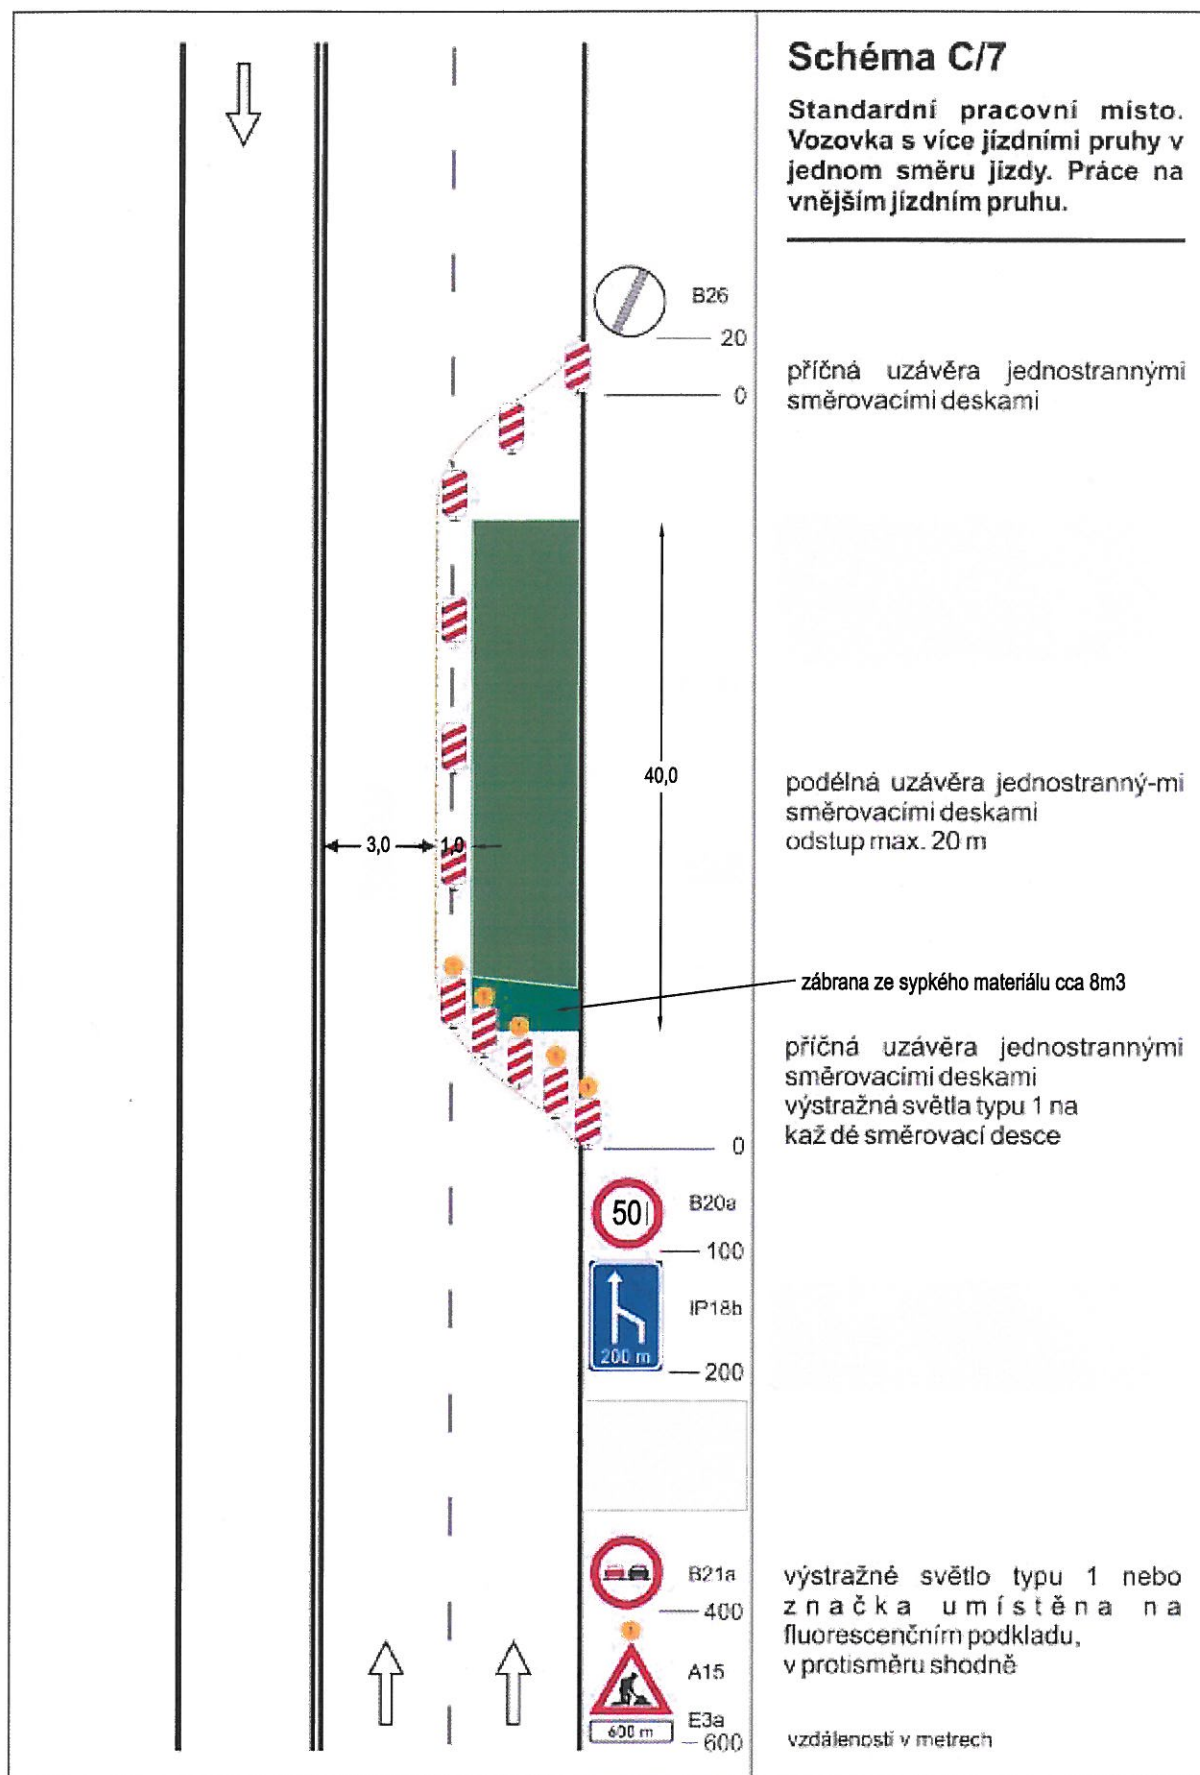 Schéma C/7
Standardní pracovní místo.
Vozovka s více jízdními pruhy v
jednom směru jízdy. Práce na
vnějším jízdním pruhu.
B26
20
příčná uzávěra jednostrannými
směrovacími deskami
0
40,0
podélná uzávěra jednostranný-mi
směrovacími deskami
odstup max. 20 m
3,0
1,0
zábrana ze sypkého materiálu cca 8m3
příčná uzávěra jednostrannými
směrovacími deskami
výstražná světla typu 1 na
kaž dé směrovací desce
0
50
B20a
100
IP18b
200 m
200
B21a
400
výstražné světlo typu 1 nebo
značka umístěna na
fluorescenčním podkladu,
v protisměru shodně
A15
E3a
600 m
600
vzdálenosti v metrech